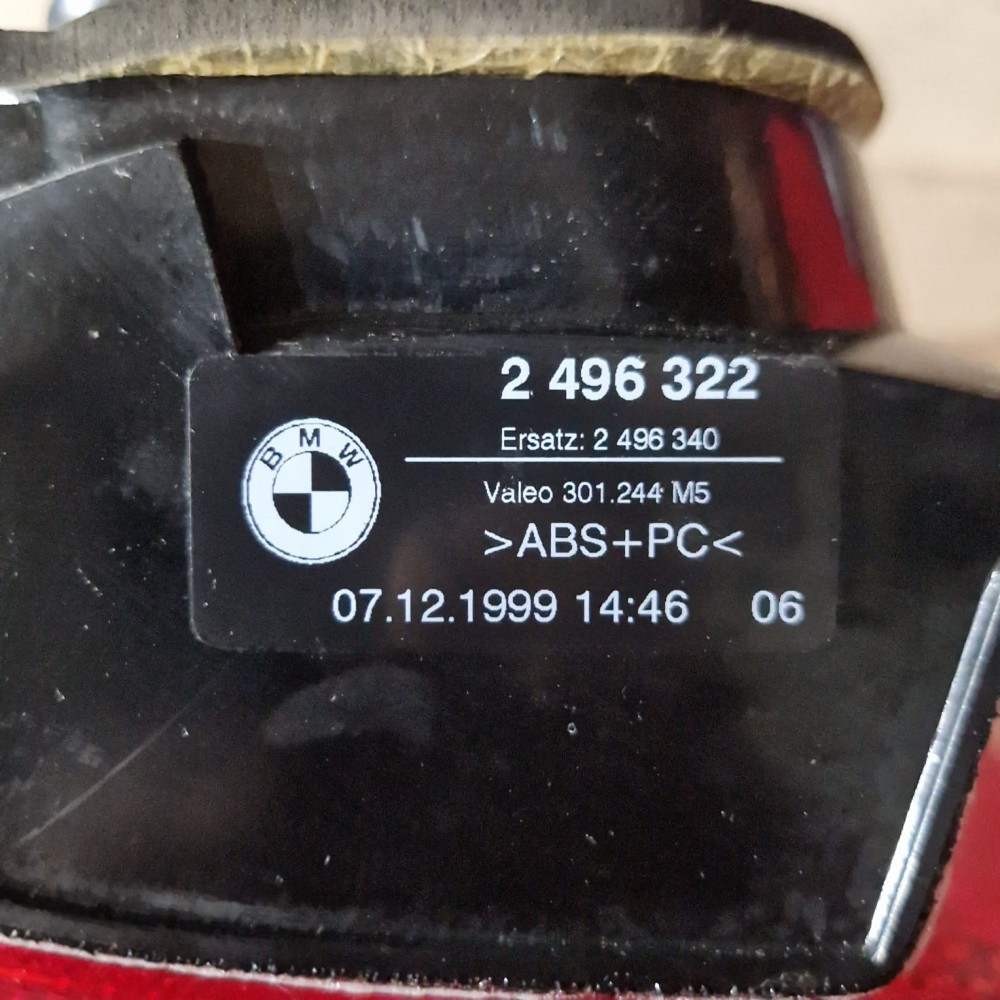 2 496 322
Ersatz: 2 496 340
BMW
Valeo 301.244 M5
>ABS+PC<
07.12.1999 14:46 06